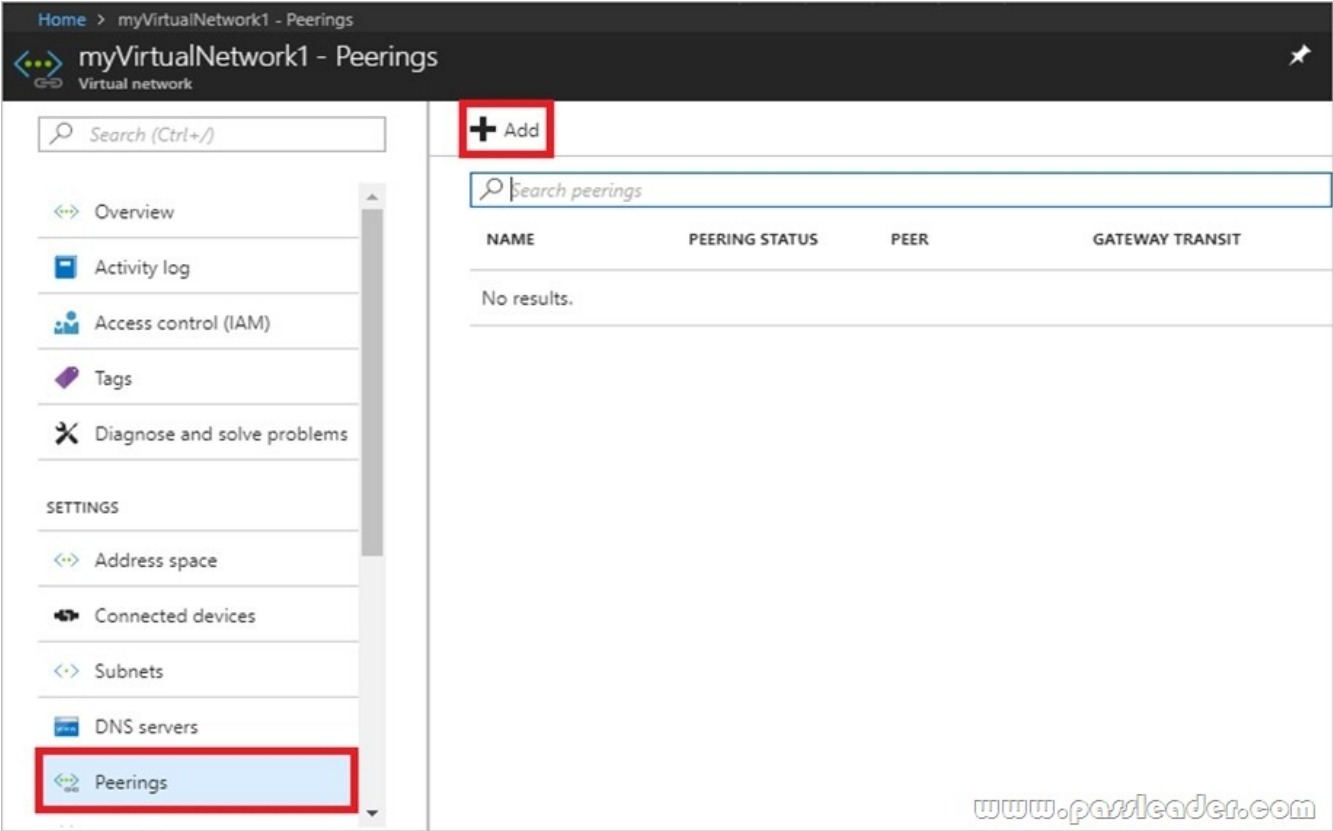 Home > myVirtualNetwork1 - Peerings
myVirtualNetwork1 - Peerings
Virtual network
Search (Ctrl+/)
Overview
Activity log
Access control (IAM)
Tags
Diagnose and solve problems
SETTINGS
Address space
Connected devices
Subnets
DNS servers
Peerings
Add
Search peerings
NAME PEERING STATUS PEER GATEWAY TRANSIT
No results.
www.passleader.com